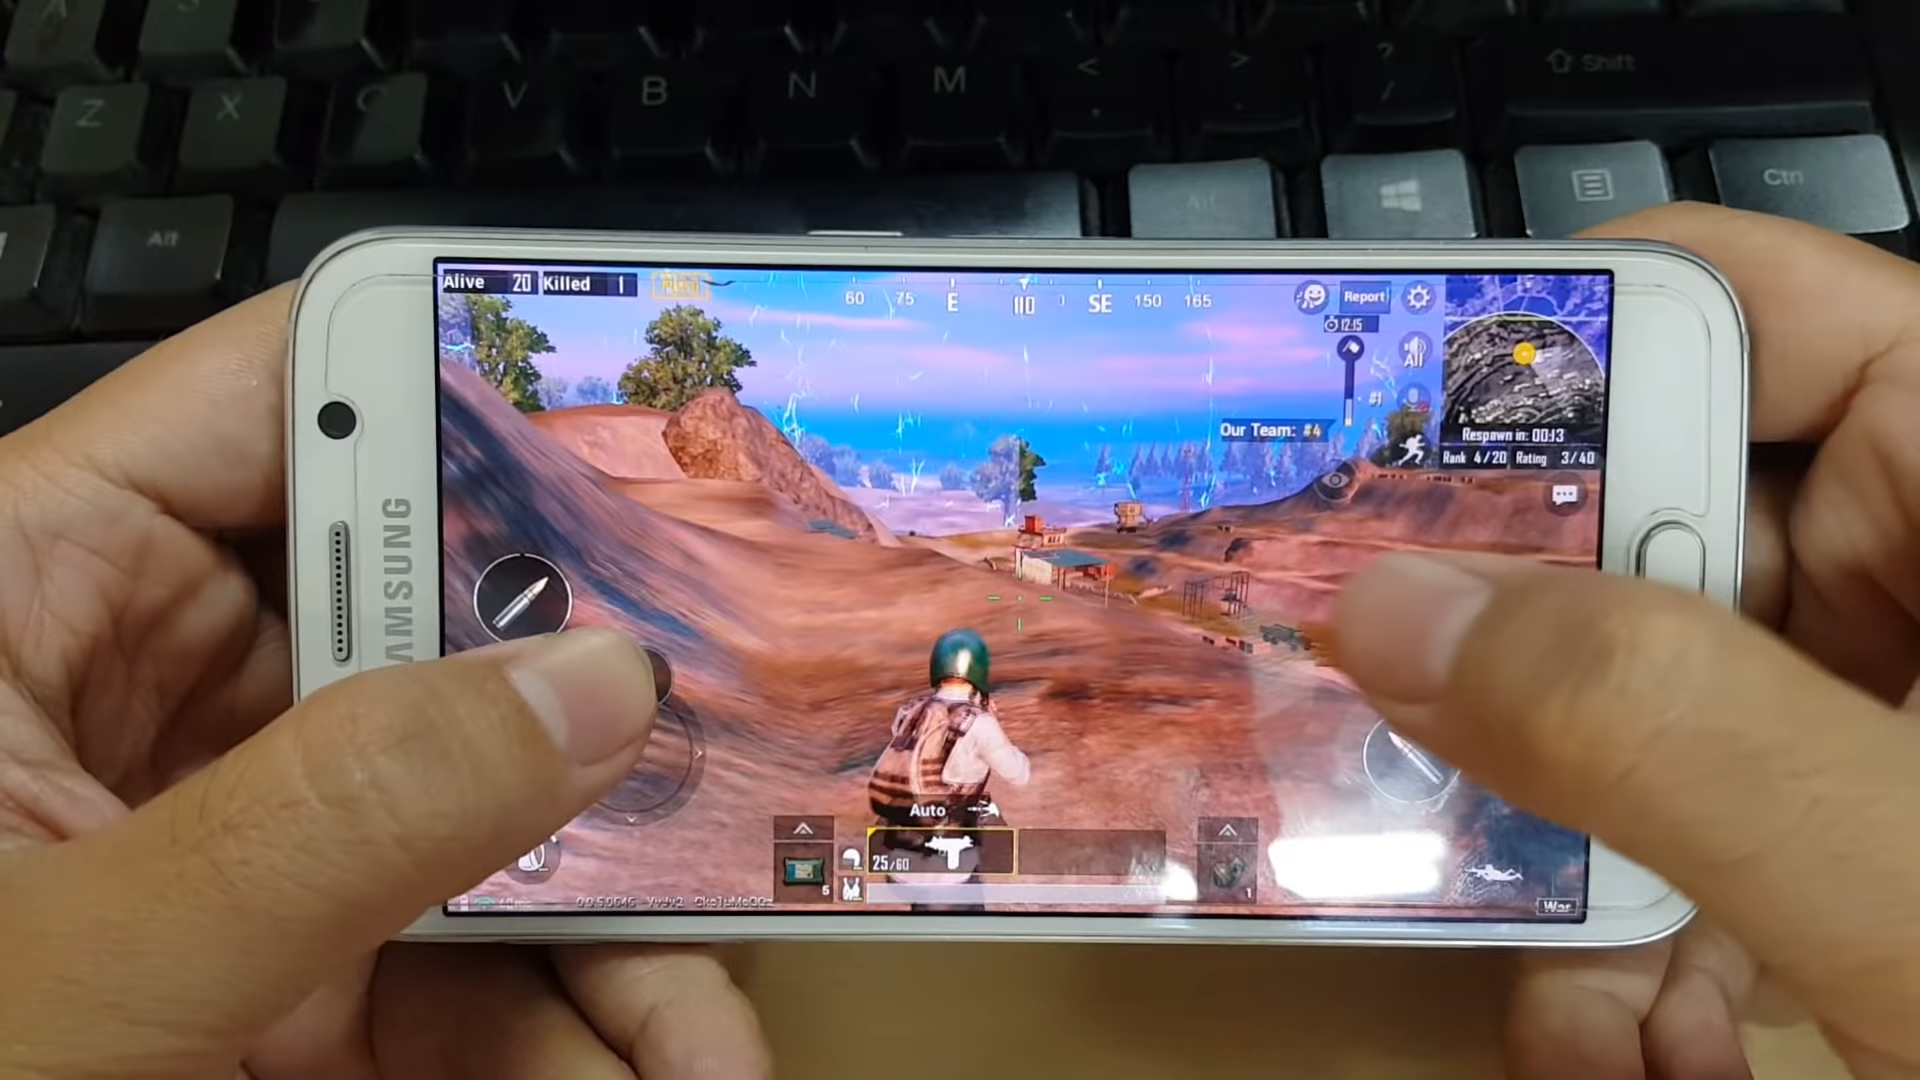 Z X C V B N M < > ?
Shift
Alt Alt Ctrl
SAMSUNG
Alive 20 Killed 1
60 75 E 110 SE 150 165
Report
12:15
All
#1
Our Team: #4
Respawn in: 00:13
Rank 4/20 Rating 3/40
Auto
25/60
5
1
War